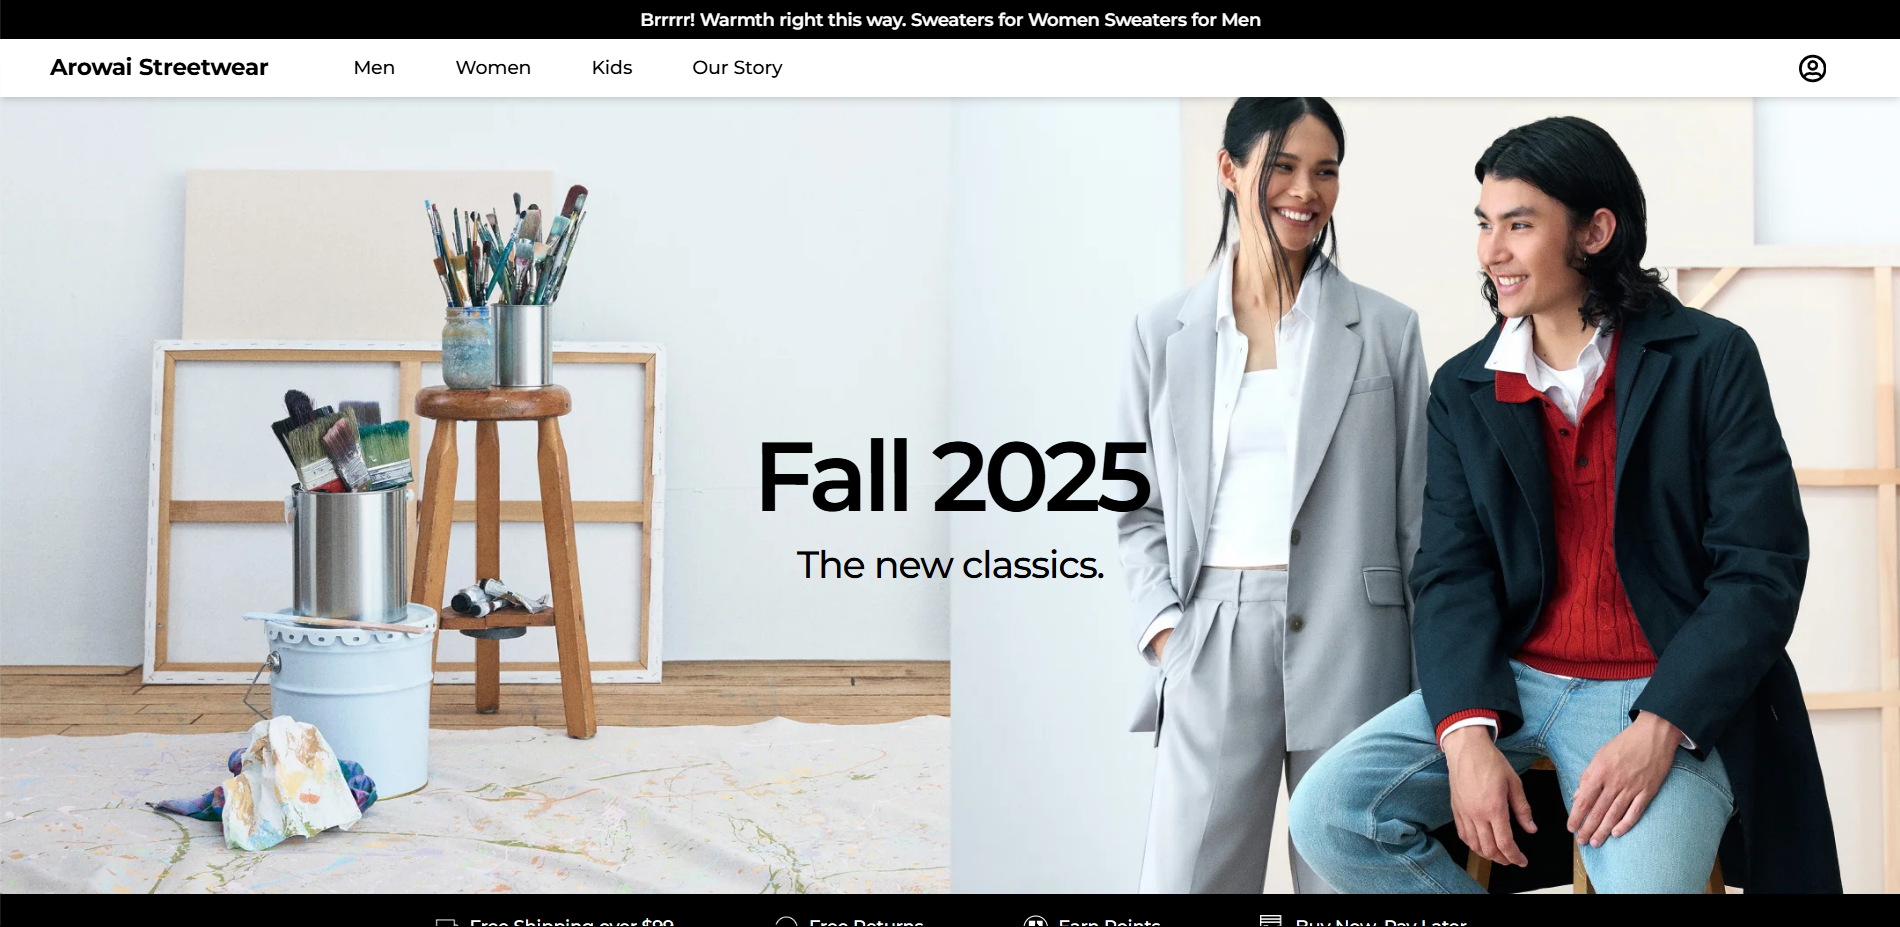 Brrrrr! Warmth right this way. Sweaters for Women Sweaters for Men
Arowai Streetwear
Men
Women
Kids
Our Story
Fall 2025
The new classics.
Free Shipping over $99
Free Returns
Earn Points
Buy Now, Pay Later